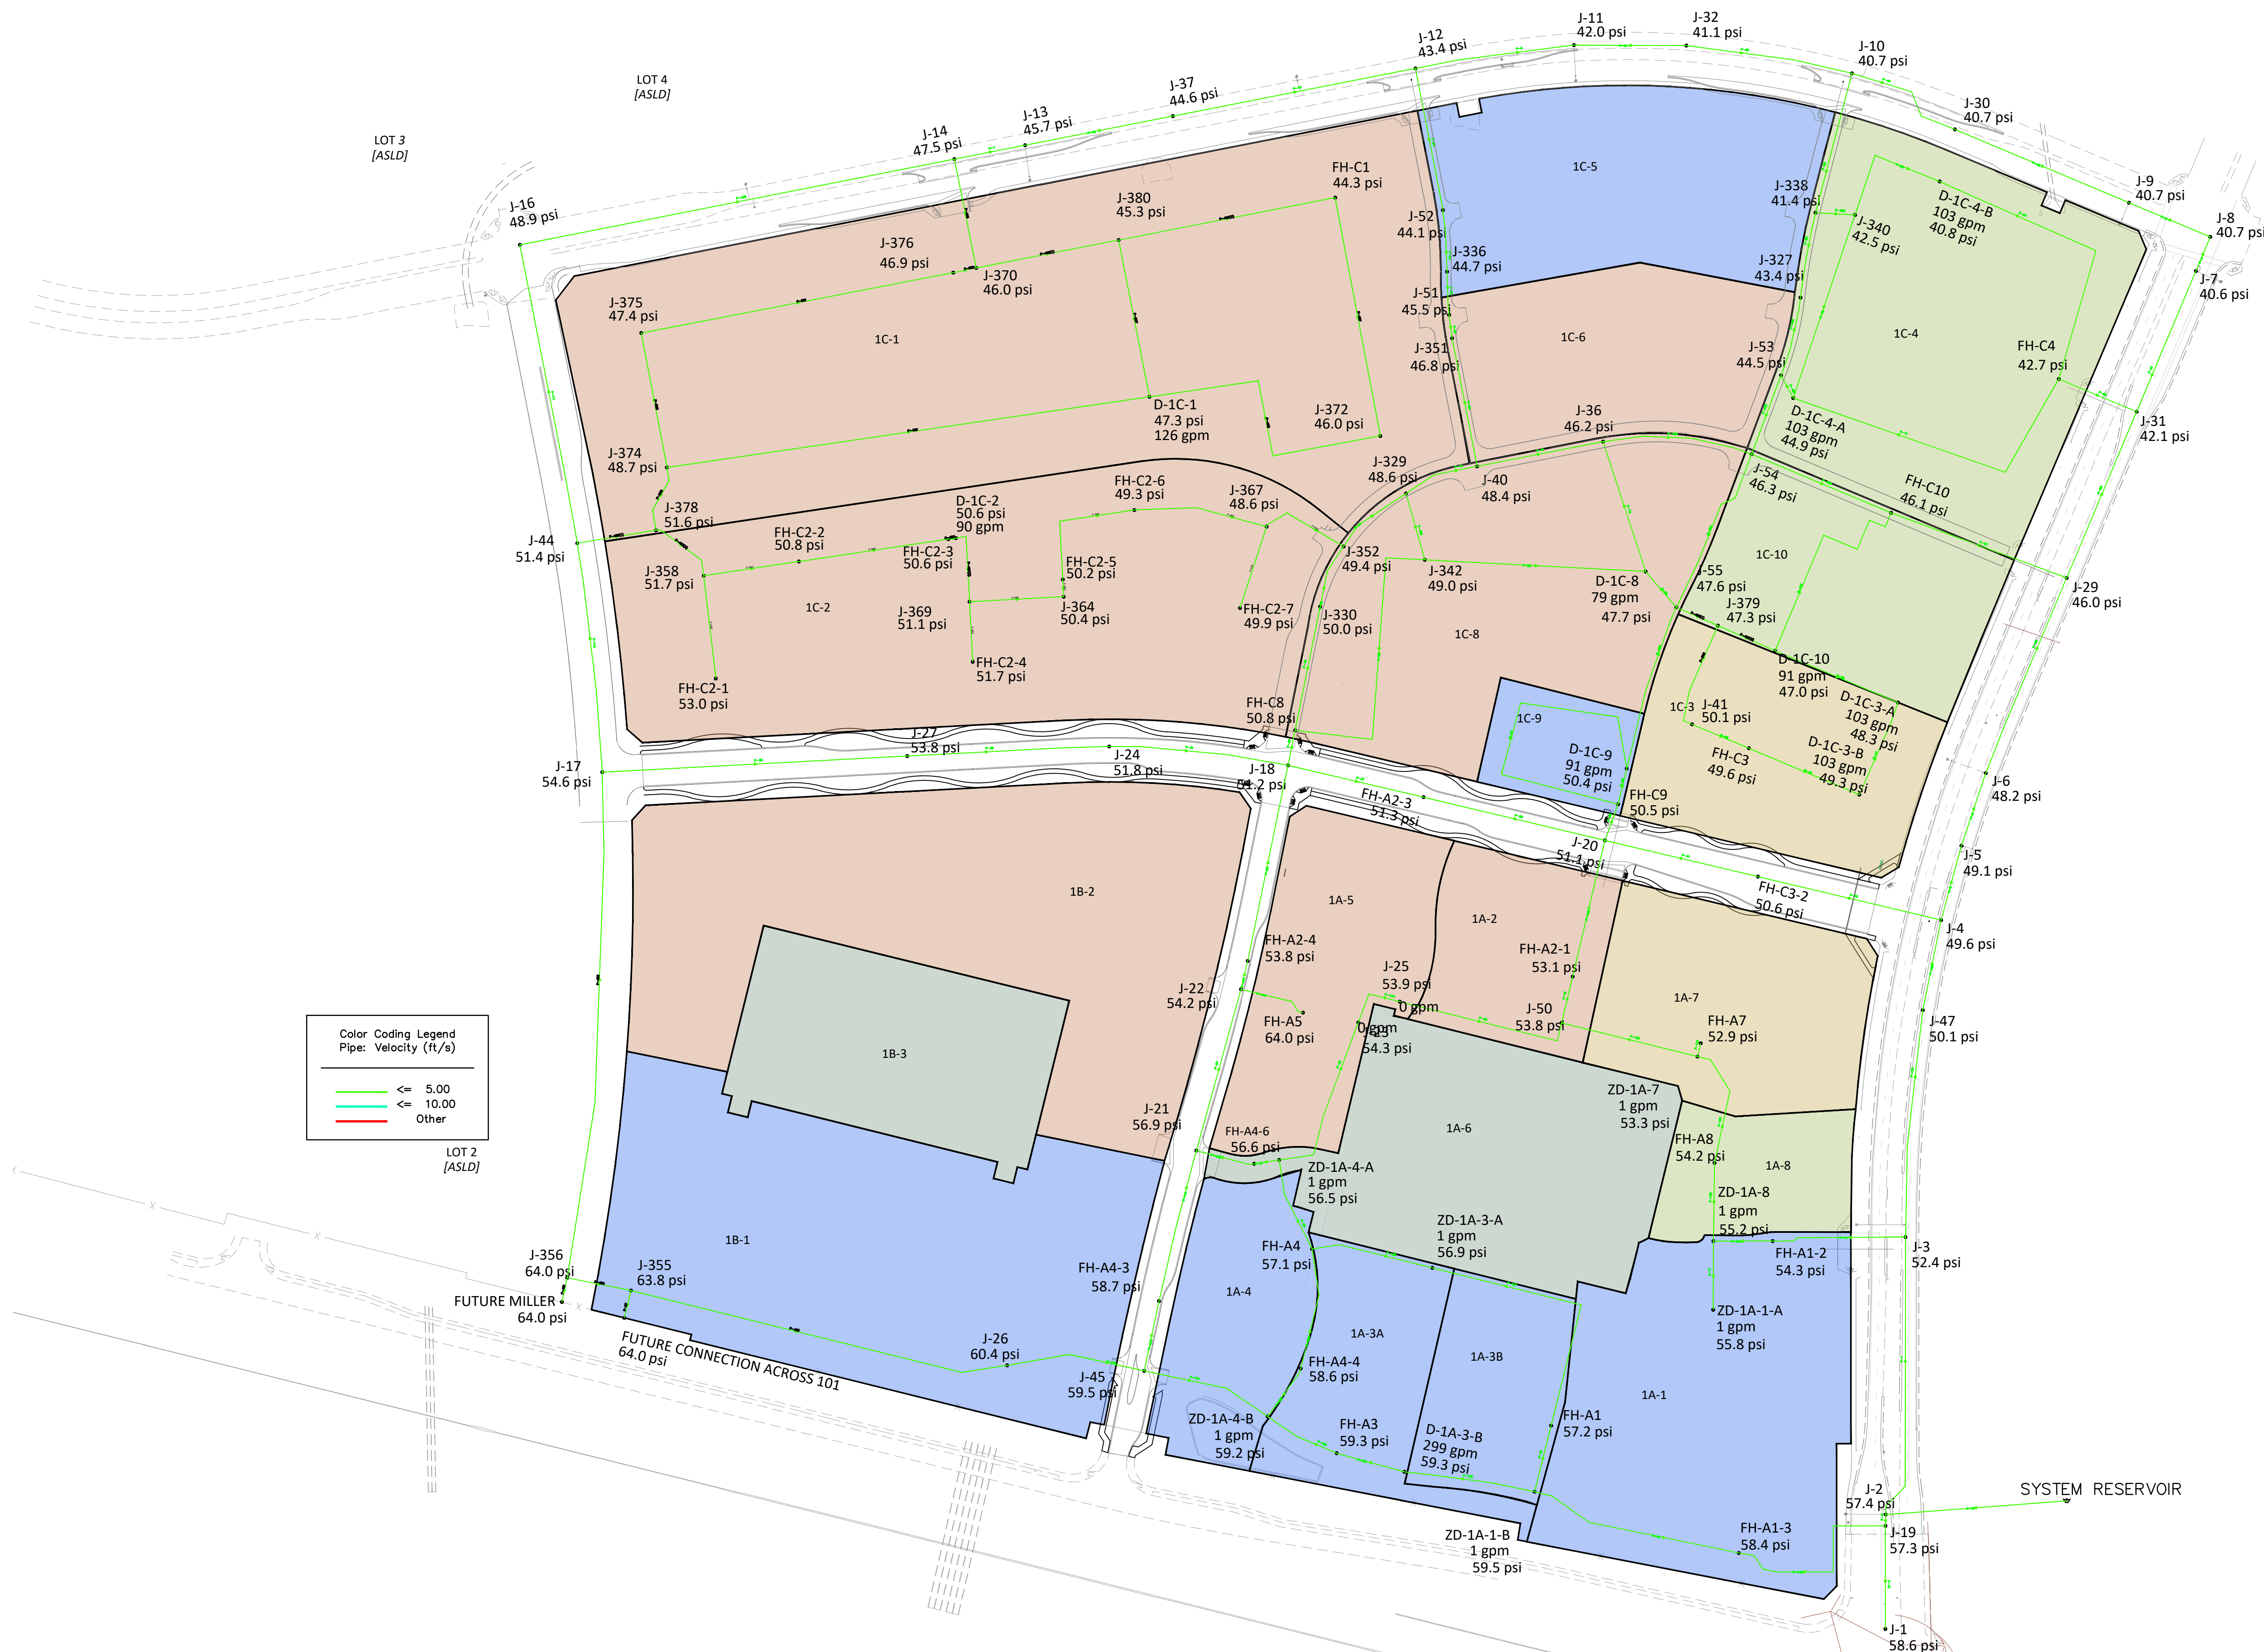 J-11
42.0 psi
J-32
41.1 psi
J-12
43.4 psi
J-10
40.7 psi
LOT 4
[ASLD]
J-37
44.6 psi
J-30
40.7 psi
J-13
45.7 psi
J-14
47.5 psi
LOT 3
[ASLD]
J-16
48.9 psi
FH-C1
44.3 psi
1C-5
J-338
41.4 psi
D-1C-4-B
103 gpm
40.8 psi
J-9
40.7 psi
J-8
40.7 psi
J-380
45.3 psi
J-52
44.1 psi
J-340
42.5 psi
J-376
46.9 psi
J-370
46.0 psi
J-336
44.7 psi
J-327
43.4 psi
J-7
40.6 psi
J-375
47.4 psi
J-51
45.5 psi
1C-1
1C-6
1C-4
J-351
46.8 psi
J-53
44.5 psi
FH-C4
42.7 psi
D-1C-1
47.3 psi
126 gpm
J-372
46.0 psi
J-36
46.2 psi
D-1C-4-A
103 gpm
44.9 psi
J-31
42.1 psi
J-374
48.7 psi
J-329
48.6 psi
J-40
48.4 psi
J-54
46.3 psi
FH-C10
46.1 psi
J-378
51.6 psi
D-1C-2
50.6 psi
90 gpm
FH-C2-6
49.3 psi
J-367
48.6 psi
J-44
51.4 psi
FH-C2-2
50.8 psi
FH-C2-3
50.6 psi
FH-C2-5
50.2 psi
J-352
49.4 psi
J-342
49.0 psi
1C-10
J-358
51.7 psi
1C-2
J-369
51.1 psi
J-364
50.4 psi
FH-C2-7
49.9 psi
J-330
50.0 psi
D-1C-8
79 gpm
47.7 psi
J-55
47.6 psi
J-379
47.3 psi
J-29
46.0 psi
1C-8
FH-C2-4
51.7 psi
FH-C2-1
53.0 psi
D-1C-10
91 gpm
47.0 psi
FH-C8
50.8 psi
1C-9
1C-3
J-41
50.1 psi
D-1C-3-A
103 gpm
48.3 psi
J-27
53.8 psi
J-24
51.8 psi
D-1C-9
91 gpm
50.4 psi
FH-C3
49.6 psi
D-1C-3-B
103 gpm
49.3 psi
J-17
54.6 psi
J-18
51.2 psi
FH-A2-3
51.3 psi
FH-C9
50.5 psi
J-6
48.2 psi
J-20
51.1 psi
J-5
49.1 psi
1B-2
1A-5
1A-2
FH-C3-2
50.6 psi
J-4
49.6 psi
FH-A2-4
53.8 psi
FH-A2-1
53.1 psi
J-25
53.9 psi
0 gpm
J-22
54.2 psi
1A-7
FH-A5
64.0 psi
0 gpm
J-23
54.3 psi
J-50
53.8 psi
FH-A7
52.9 psi
J-47
50.1 psi
Color Coding Legend
Pipe: Velocity (ft/s)
<= 5.00
<= 10.00
Other
1B-3
LOT 2
[ASLD]
J-21
56.9 psi
FH-A4-6
56.6 psi
1A-6
ZD-1A-7
1 gpm
53.3 psi
FH-A8
54.2 psi
1A-8
ZD-1A-4-A
1 gpm
56.5 psi
ZD-1A-8
1 gpm
55.2 psi
1B-1
ZD-1A-3-A
1 gpm
56.9 psi
J-356
64.0 psi
J-355
63.8 psi
FH-A4-3
58.7 psi
FH-A4
57.1 psi
FH-A1-2
54.3 psi
J-3
52.4 psi
FUTURE MILLER
64.0 psi
1A-4
1A-3A
ZD-1A-1-A
1 gpm
55.8 psi
FUTURE CONNECTION ACROSS 101
64.0 psi
J-26
60.4 psi
J-45
59.5 psi
FH-A4-4
58.6 psi
1A-3B
1A-1
ZD-1A-4-B
1 gpm
59.2 psi
FH-A3
59.3 psi
D-1A-3-B
299 gpm
59.3 psi
FH-A1
57.2 psi
SYSTEM RESERVOIR
J-2
57.4 psi
ZD-1A-1-B
1 gpm
59.5 psi
FH-A1-3
58.4 psi
J-19
57.3 psi
J-1
58.6 psi